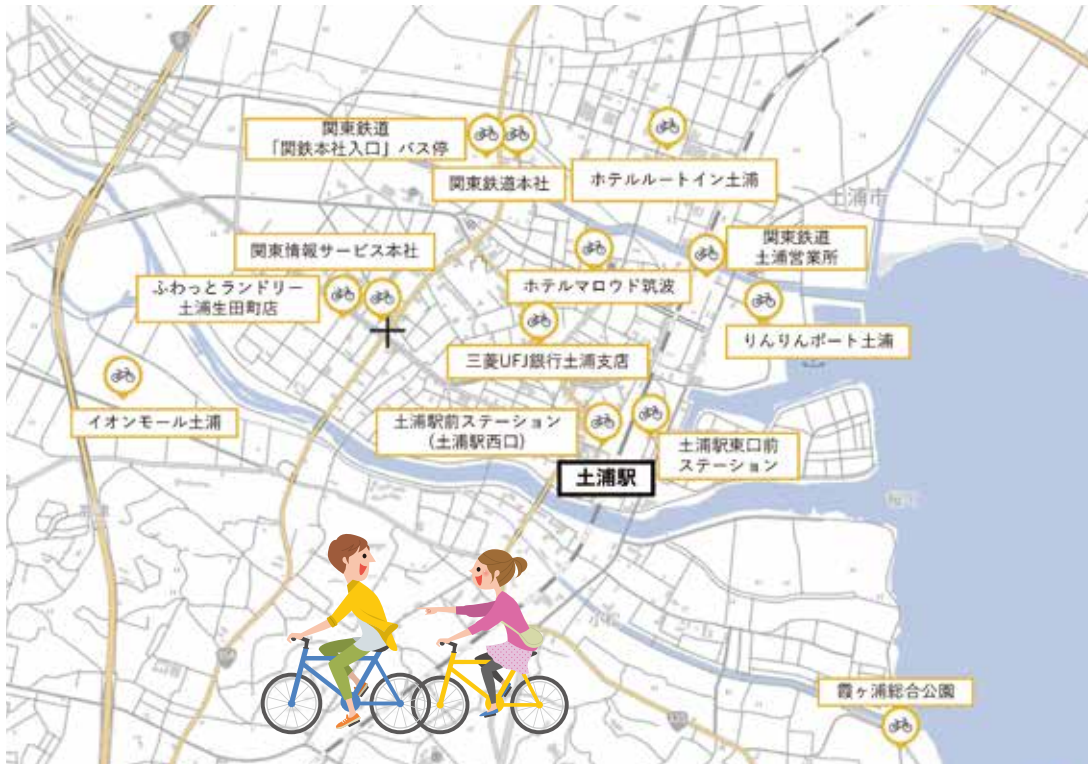 関東鉄道
「関鉄本社入口」バス停
関東鉄道本社
ホテルルートイン土浦
土浦市
関東情報サービス本社
関東鉄道
土浦営業所
ふわっとランドリー
土浦生田町店
ホテルマロウド筑波
りんりんポート土浦
三菱UFJ銀行土浦支店
イオンモール土浦
土浦駅前ステーション
(土浦駅西口)
土浦駅東口前
ステーション
土浦駅
霞ヶ浦総合公園